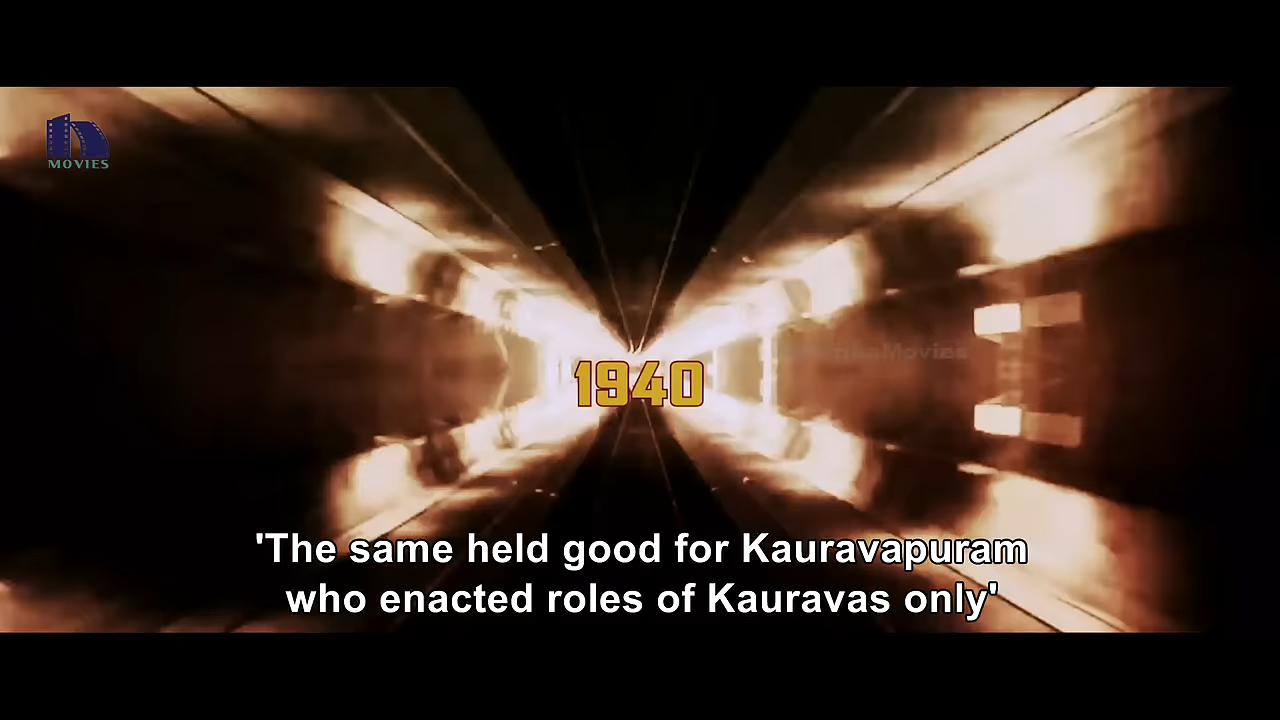 MOVIES
1940
'The same held good for Kauravapuram
who enacted roles of Kauravas only'